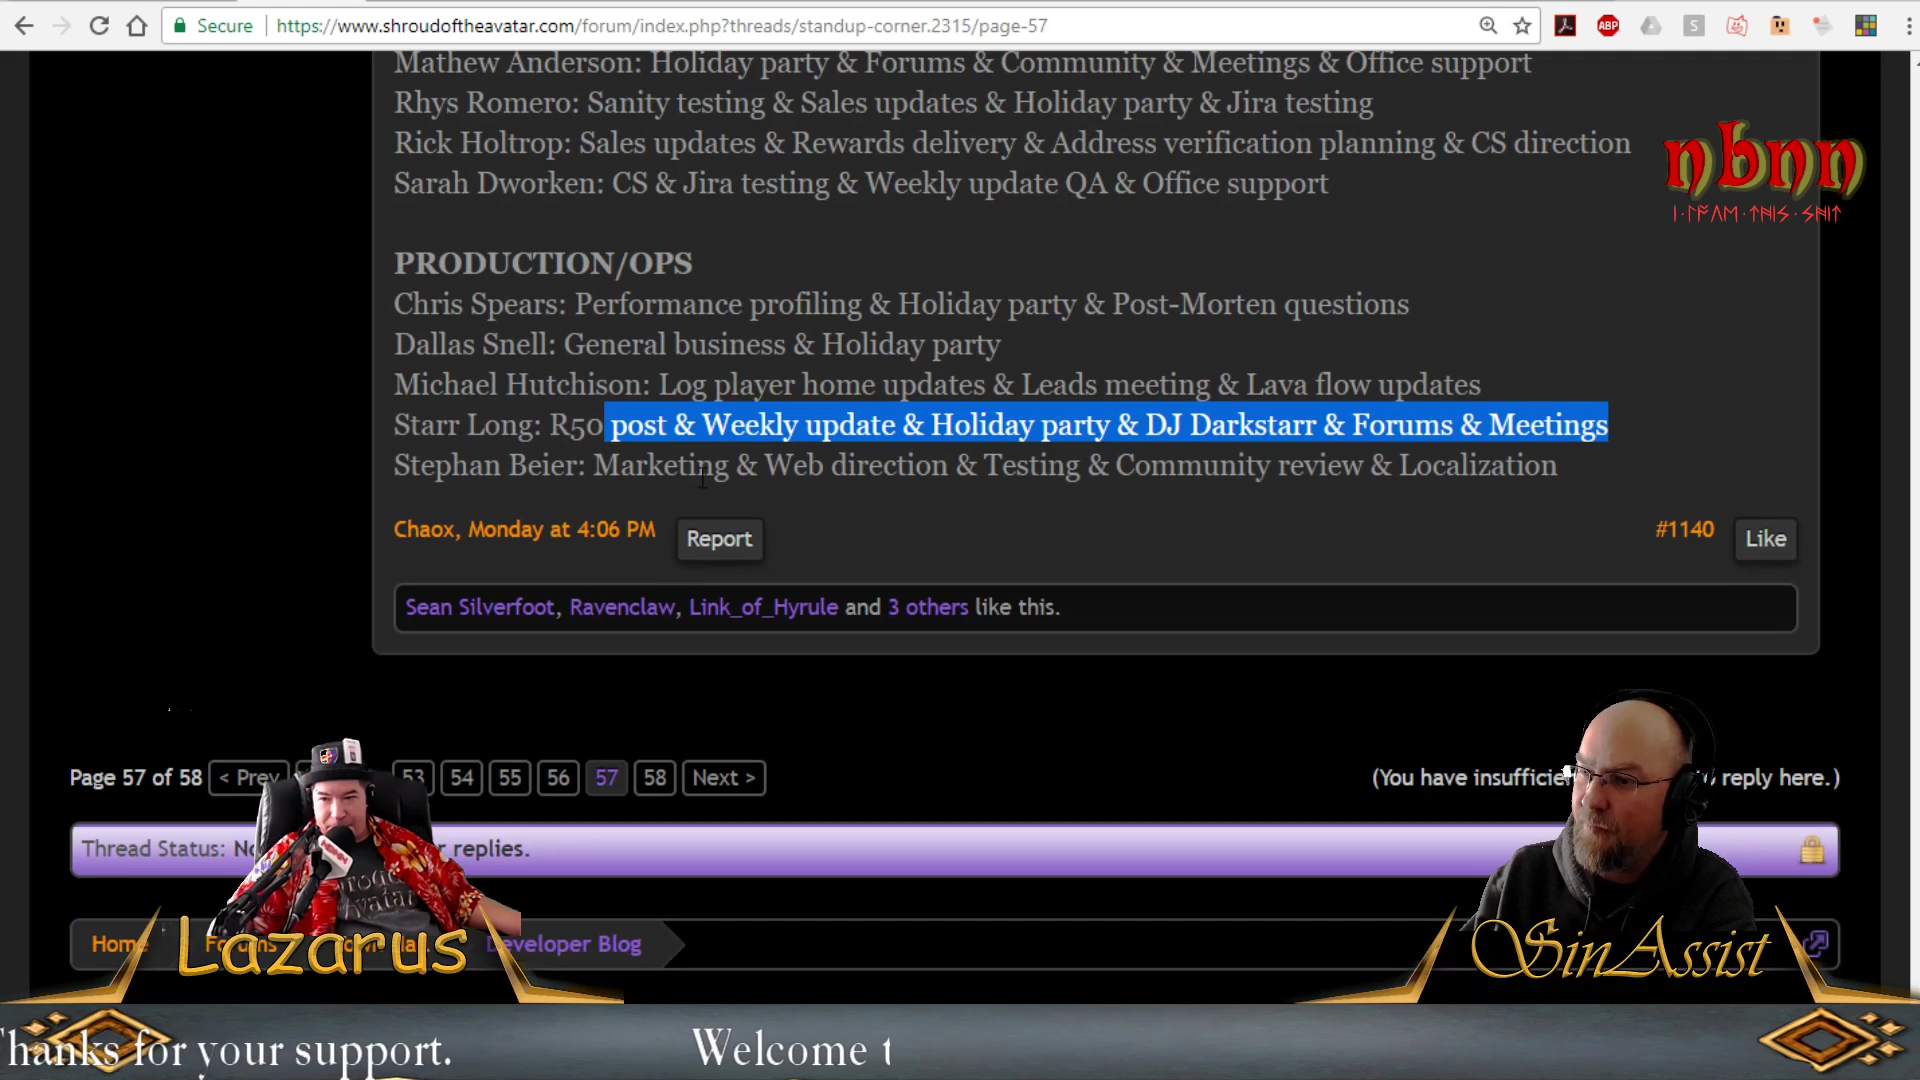 Secure https://www.shroudoftheavatar.com/forum/index.php?threads/standup-corner.2315/page-57
ABP
S
Mathew Anderson: Holiday party & Forums & Community & Meetings & Office support
Rhys Romero: Sanity testing & Sales updates & Holiday party & Jira testing
Rick Holtrop: Sales updates & Rewards delivery & Address verification planning & CS direction
Sarah Dworken: CS & Jira testing & Weekly update QA & Office support
nbnn
ᛁ·ᛚᚩᚠᛖ·ᛏᚻᛁᛋ·ᛋᚻᛁᛏ
PRODUCTION/OPS
Chris Spears: Performance profiling & Holiday party & Post-Morten questions
Dallas Snell: General business & Holiday party
Michael Hutchison: Log player home updates & Leads meeting & Lava flow updates
Starr Long: R50 post & Weekly update & Holiday party & DJ Darkstarr & Forums & Meetings
Stephan Beier: Marketing & Web direction & Testing & Community review & Localization
Chaox, Monday at 4:06 PM Report #1140 Like
Sean Silverfoot, Ravenclaw, Link_of_Hyrule and 3 others like this.
Page 57 of 58 < Prev 53 54 55 56 57 58 Next > (You have reply here.)
Thread Status: replies.
Home Developer Blog
Lazarus
SinAssist
Thanks for your support. Welcome t